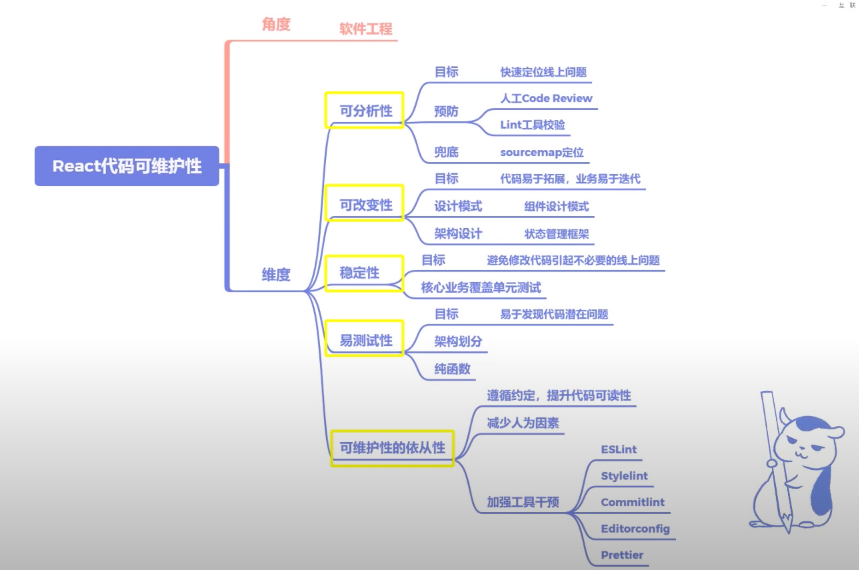 互 联
角度
软件工程
React代码可维护性
维度
可分析性
目标
快速定位线上问题
预防
人工Code Review
Lint工具校验
兜底
sourcemap定位
可改变性
目标
代码易于拓展，业务易于迭代
设计模式
组件设计模式
架构设计
状态管理框架
稳定性
目标
避免修改代码引起不必要的线上问题
核心业务覆盖单元测试
易测试性
目标
易于发现代码潜在问题
架构划分
纯函数
可维护性的依从性
遵循约定，提升代码可读性
减少人为因素
加强工具干预
ESLint
Stylelint
Commitlint
Editorconfig
Prettier